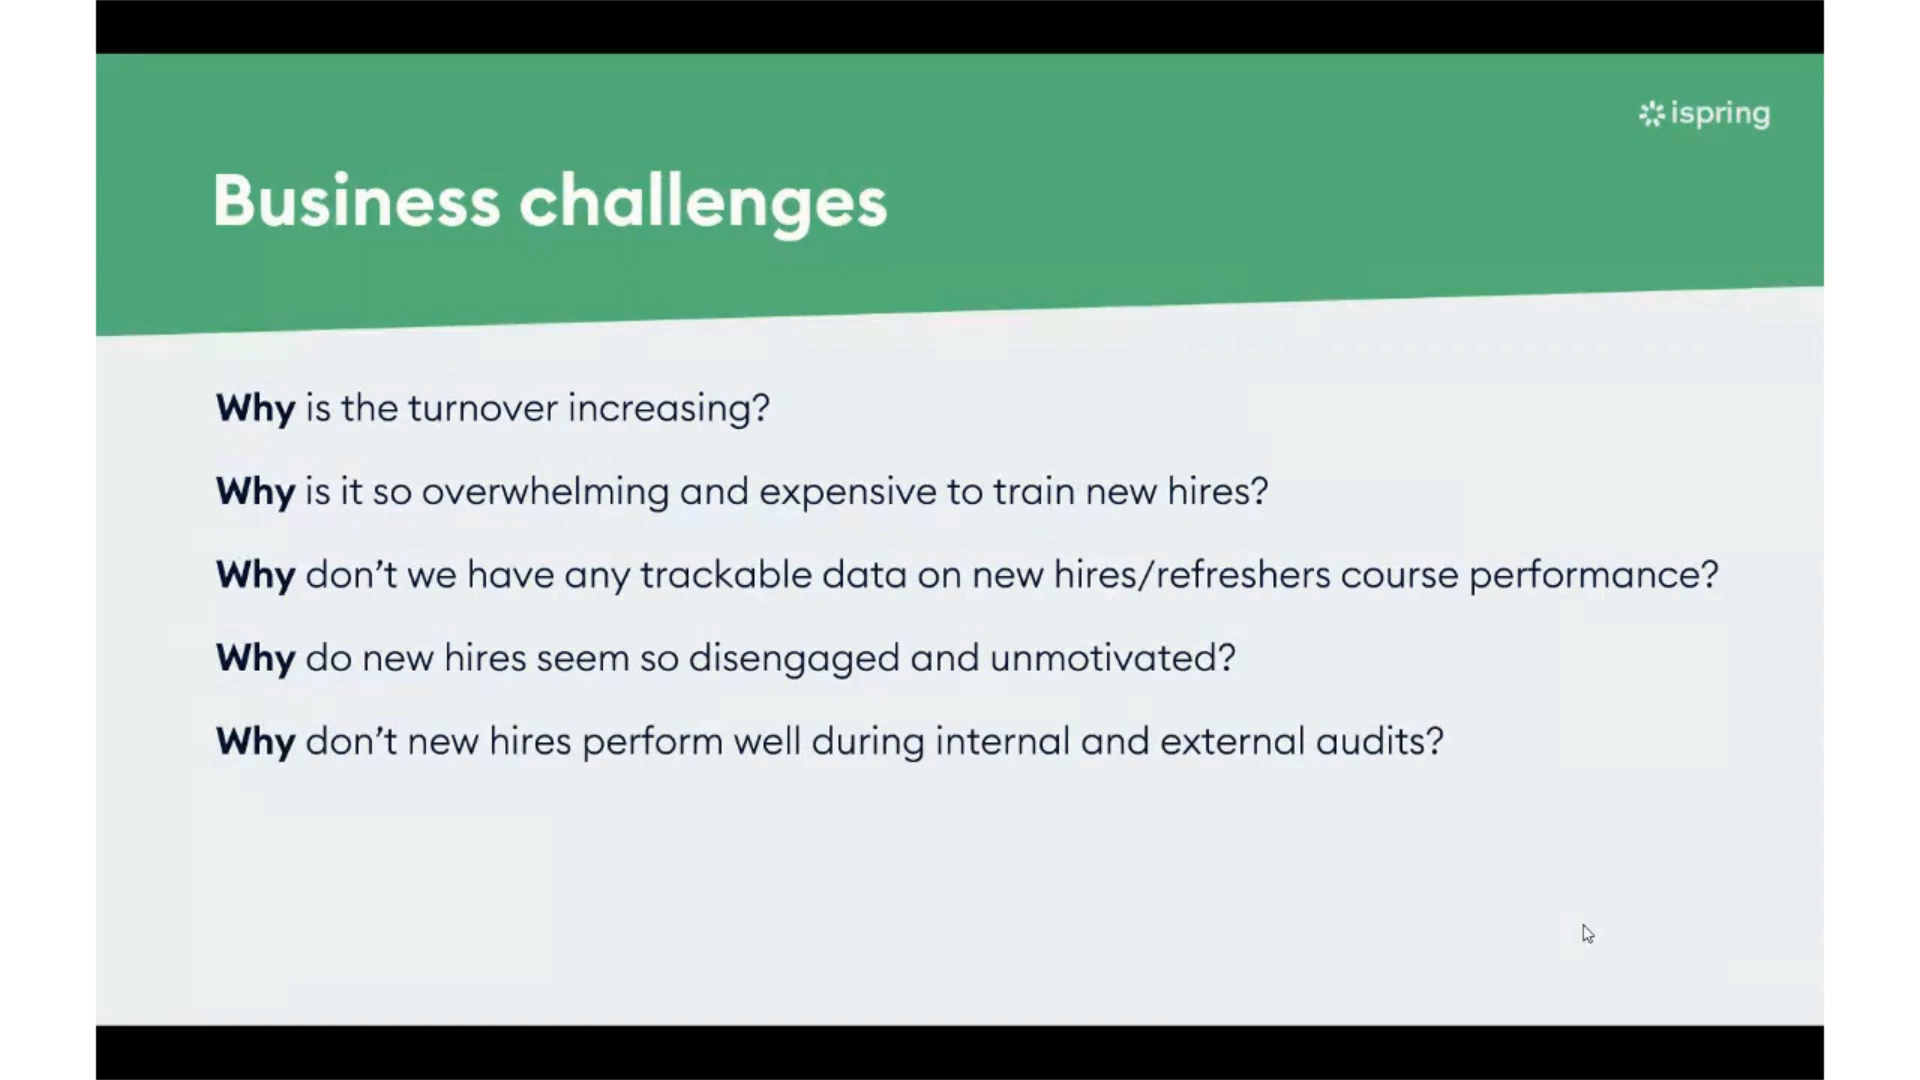 ispring
Business challenges
Why is the turnover increasing?
Why is it so overwhelming and expensive to train new hires?
Why don’t we have any trackable data on new hires/refreshers course performance?
Why do new hires seem so disengaged and unmotivated?
Why don’t new hires perform well during internal and external audits?